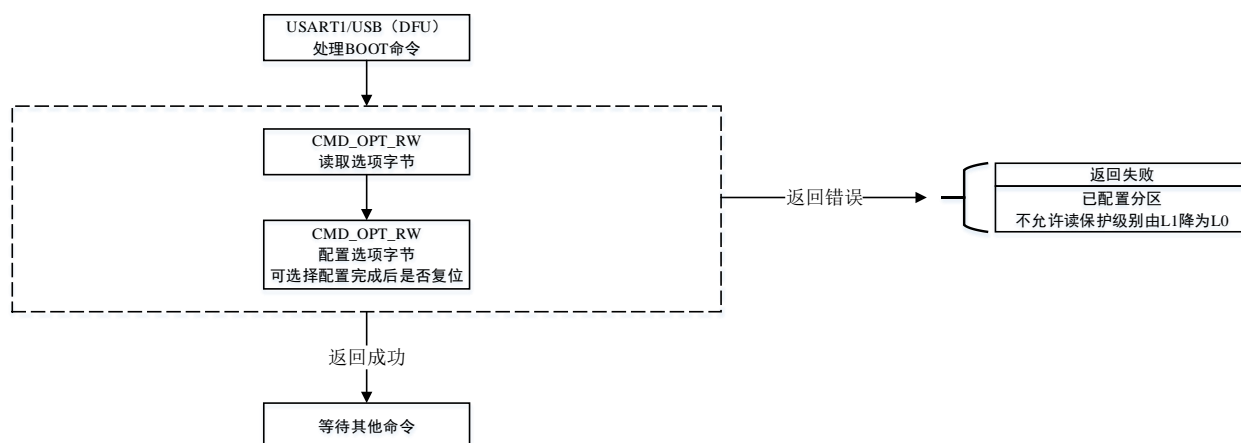 USART1/USB（DFU）
处理BOOT命令
CMD_OPT_RW
读取选项字节
CMD_OPT_RW
配置选项字节
可选择配置完成后是否复位
返回错误
返回失败
已配置分区
不允许读保护级别由L1降为L0
返回成功
等待其他命令